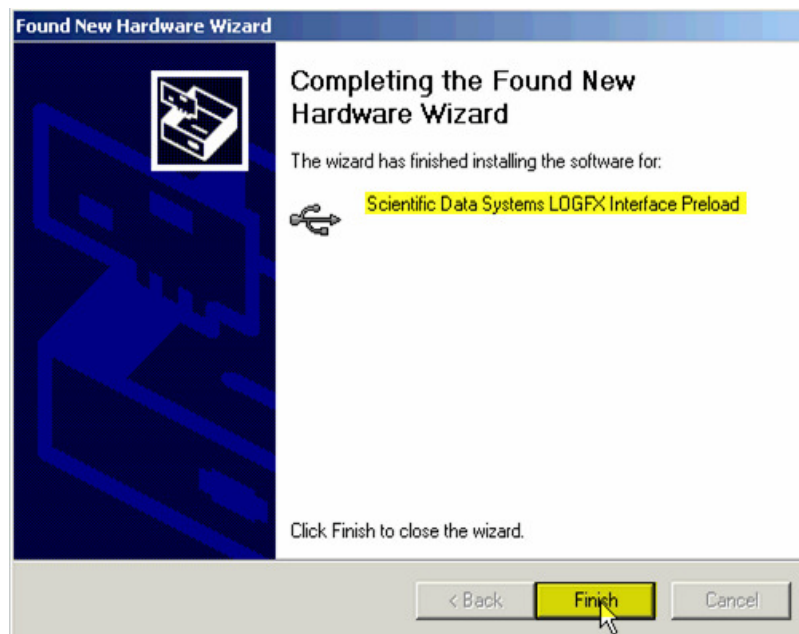 Found New Hardware Wizard
Completing the Found New
Hardware Wizard
The wizard has finished installing the software for:
Scientific Data Systems LOGFX Interface Preload
Click Finish to close the wizard.
< Back
Finish
Cancel